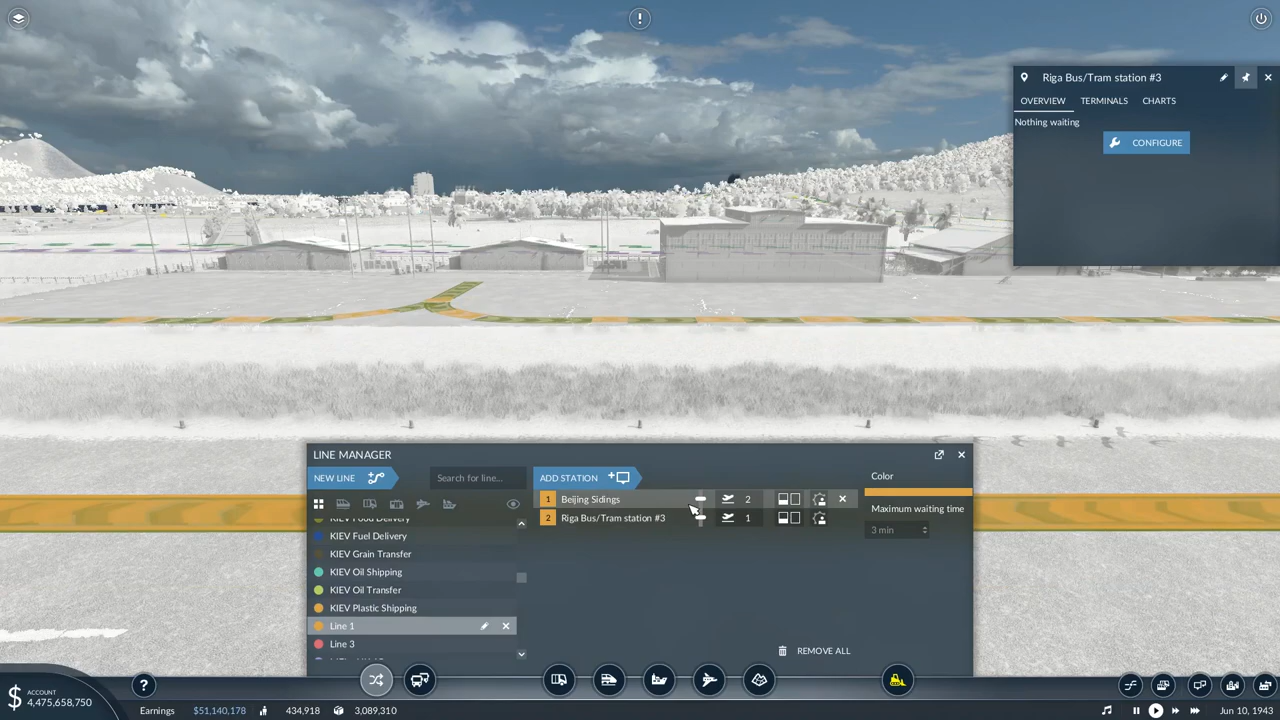 !
Riga Bus/Tram station #3
OVERVIEW TERMINALS CHARTS
Nothing waiting
CONFIGURE
LINE MANAGER
NEW LINE
Search for line...
ADD STATION
Color
1 Beijing Sidings 2
Maximum waiting time
KIEV Food Delivery
2 Riga Bus/Tram station #3 1
3 min
KIEV Fuel Delivery
KIEV Grain Transfer
KIEV Oil Shipping
KIEV Oil Transfer
KIEV Plastic Shipping
Line 1
Line 3
REMOVE ALL
?
$ ACCOUNT
4,475,658,750
Earnings $51,140,178 434,918 3,089,310
Jun 10, 1943